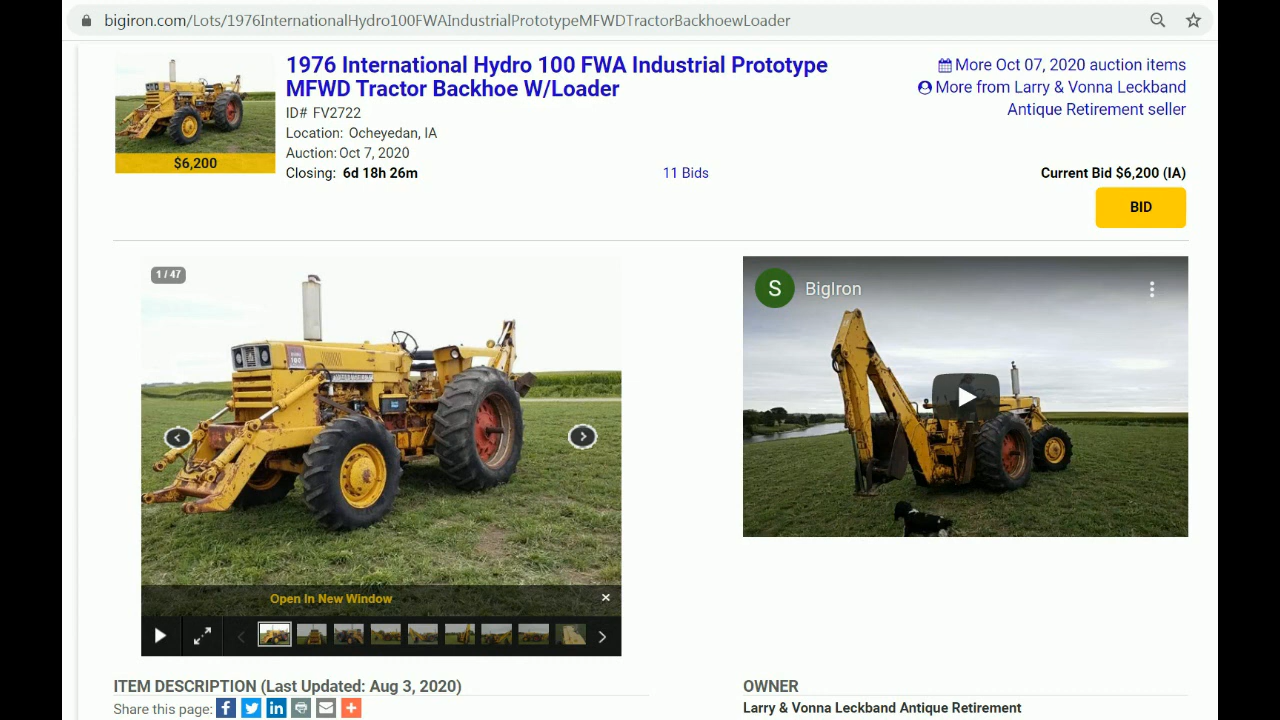 bigiron.com/Lots/1976InternationalHydro100FWAIndustrialPrototypeMFWDTractorBackhoewLoader
1976 International Hydro 100 FWA Industrial Prototype
MFWD Tractor Backhoe W/Loader
ID# FV2722
Location: Ocheyedan, IA
Auction: Oct 7, 2020
Closing: 6d 18h 26m
11 Bids
More Oct 07, 2020 auction items
More from Larry & Vonna Leckband
Antique Retirement seller
Current Bid $6,200 (IA)
BID
$6,200
1 / 47
S BigIron
Open In New Window
ITEM DESCRIPTION (Last Updated: Aug 3, 2020)
Share this page:
OWNER
Larry & Vonna Leckband Antique Retirement